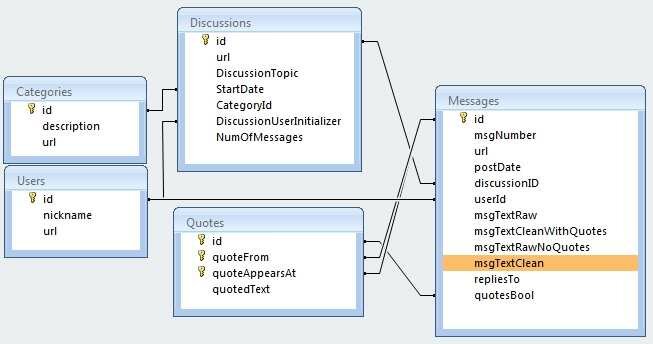 Discussions
id
url
DiscussionTopic
StartDate
CategoryId
DiscussionUserInitializer
NumOfMessages
Categories
id
description
url
Users
id
nickname
url
Quotes
id
quoteFrom
quoteAppearsAt
quotedText
Messages
id
msgNumber
url
postDate
discussionID
userId
msgTextRaw
msgTextCleanWithQuotes
msgTextRawNoQuotes
msgTextClean
repliesTo
quotesBool